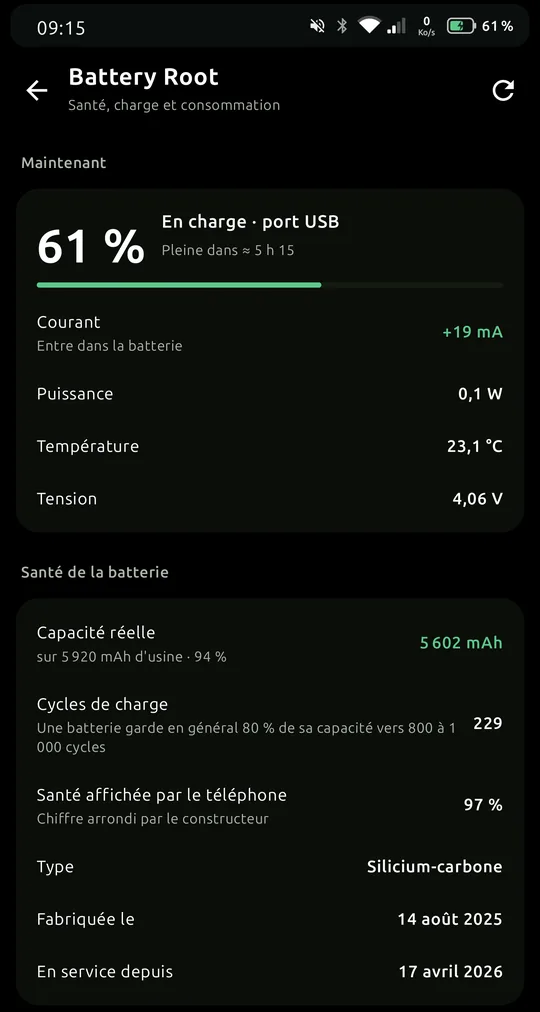 09:15
0
Ko/s
61 %
Battery Root
Santé, charge et consommation
Maintenant
61 %
En charge · port USB
Pleine dans ≈ 5 h 15
Courant
Entre dans la batterie
+19 mA
Puissance
0,1 W
Température
23,1 °C
Tension
4,06 V
Santé de la batterie
Capacité réelle
sur 5 920 mAh d'usine · 94 %
5 602 mAh
Cycles de charge
Une batterie garde en général 80 % de sa capacité vers 800 à 1
000 cycles
229
Santé affichée par le téléphone
Chiffre arrondi par le constructeur
97 %
Type
Silicium-carbone
Fabriquée le
14 août 2025
En service depuis
17 avril 2026